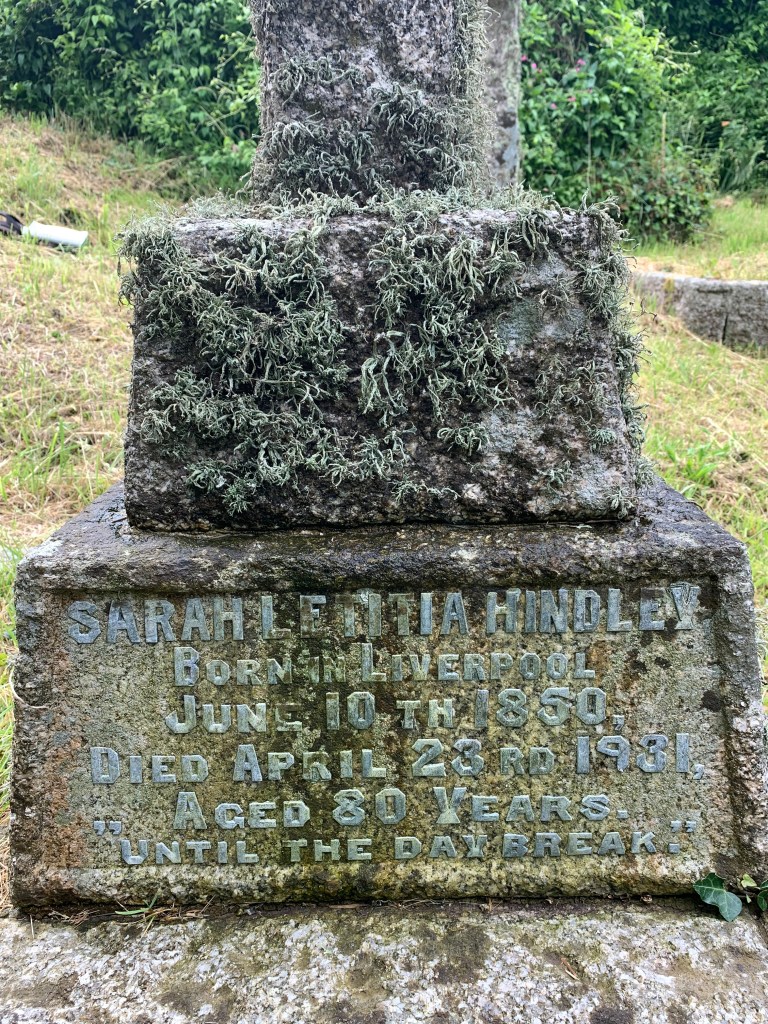 SARAH LETITIA HINDLEY
BORN IN LIVERPOOL
JUNE 10TH 1850,
DIED APRIL 23RD 1931,
AGED 80 YEARS.
„UNTIL THE DAY BREAK.„